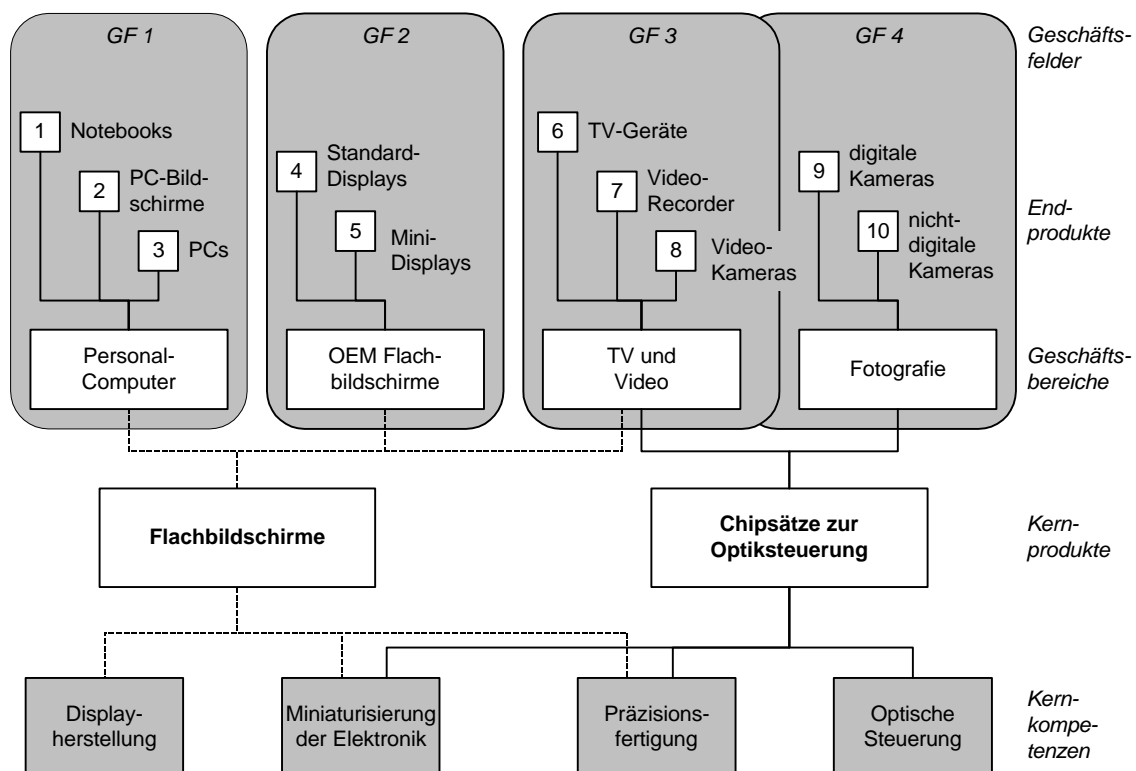 GF 1
GF 2
GF 3
GF 4
Geschäfts-
felder
1
Notebooks
2
PC-Bild-
schirme
3
PCs
4
Standard-
Displays
5
Mini-
Displays
6
TV-Geräte
7
Video-
Recorder
8
Video-
Kameras
9
digitale
Kameras
10
nicht-
digitale
Kameras
End-
produkte
Personal-
Computer
OEM Flach-
bildschirme
TV und
Video
Fotografie
Geschäfts-
bereiche
Flachbildschirme
Chipsätze zur
Optiksteuerung
Kern-
produkte
Display-
herstellung
Miniaturisierung
der Elektronik
Präzisions-
fertigung
Optische
Steuerung
Kern-
kompe-
tenzen